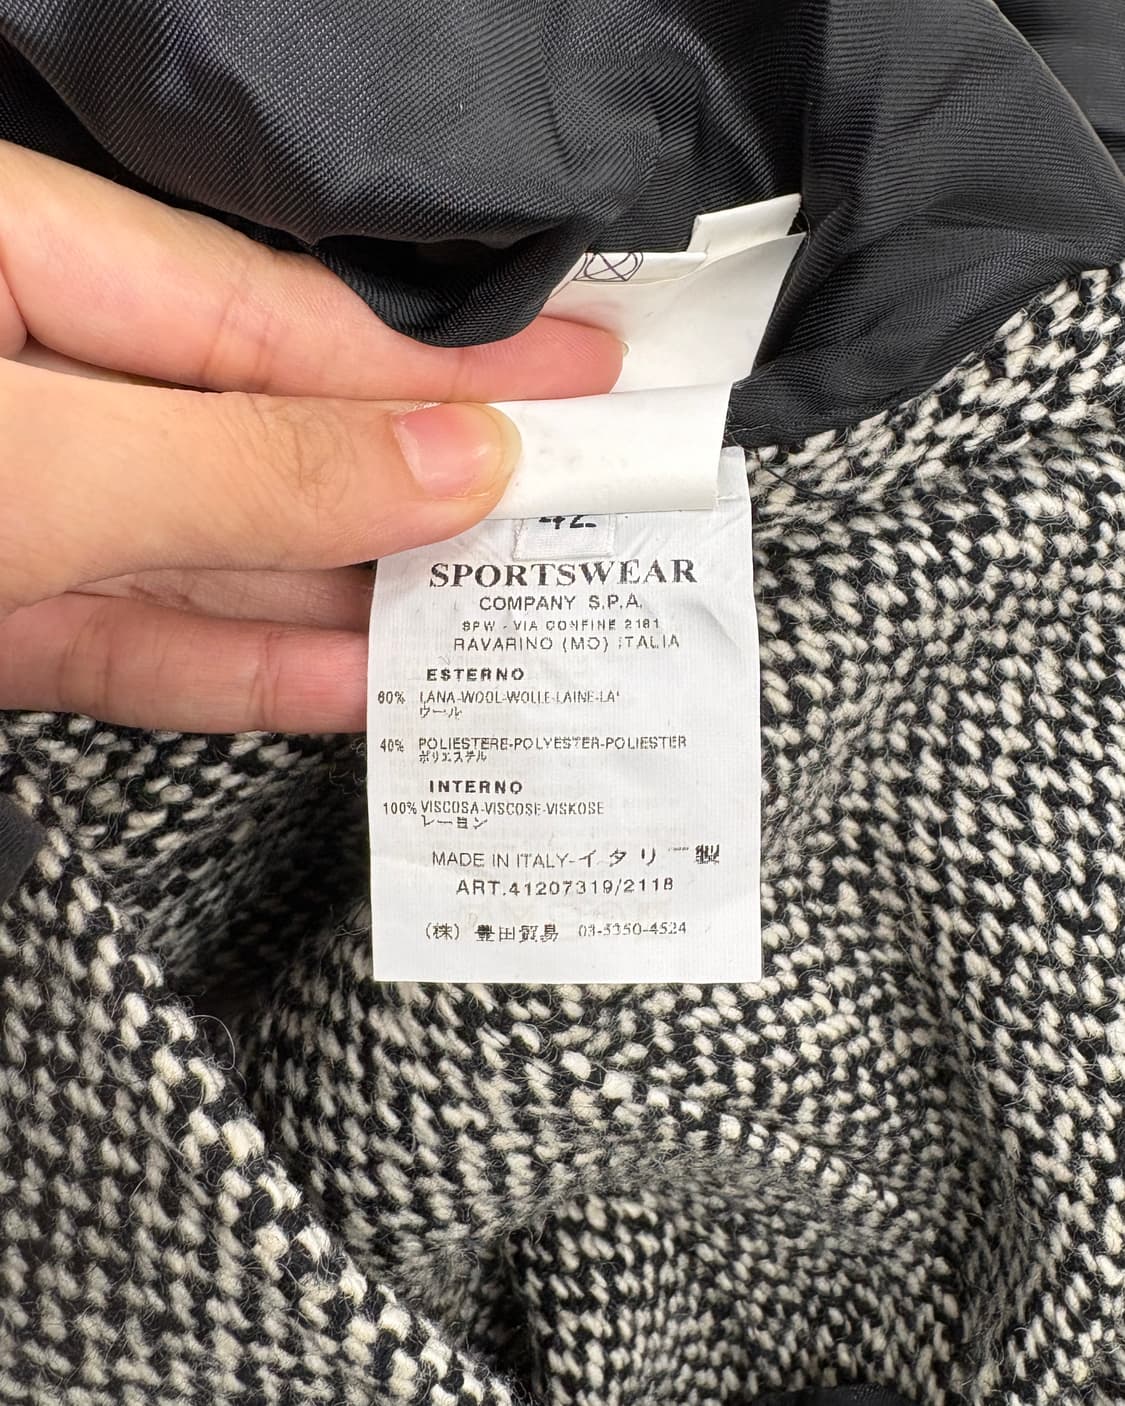 42
SPORTSWEAR
COMPANY S.P.A.
SPW - VIA CONFINE 2161
RAVARINO (MO) ITALIA
ESTERNO
60% LANA-WOOL-WOLLE-LAINE-LA
ウール
40% POLIESTERE-POLYESTER-POLIESTER
ポリエステル
INTERNO
100% VISCOSA-VISCOSE-VISKOSE
レーヨン
MADE IN ITALY-イタリー製
ART.41207319/2118
(株) 豊田貿易 03-5350-4524